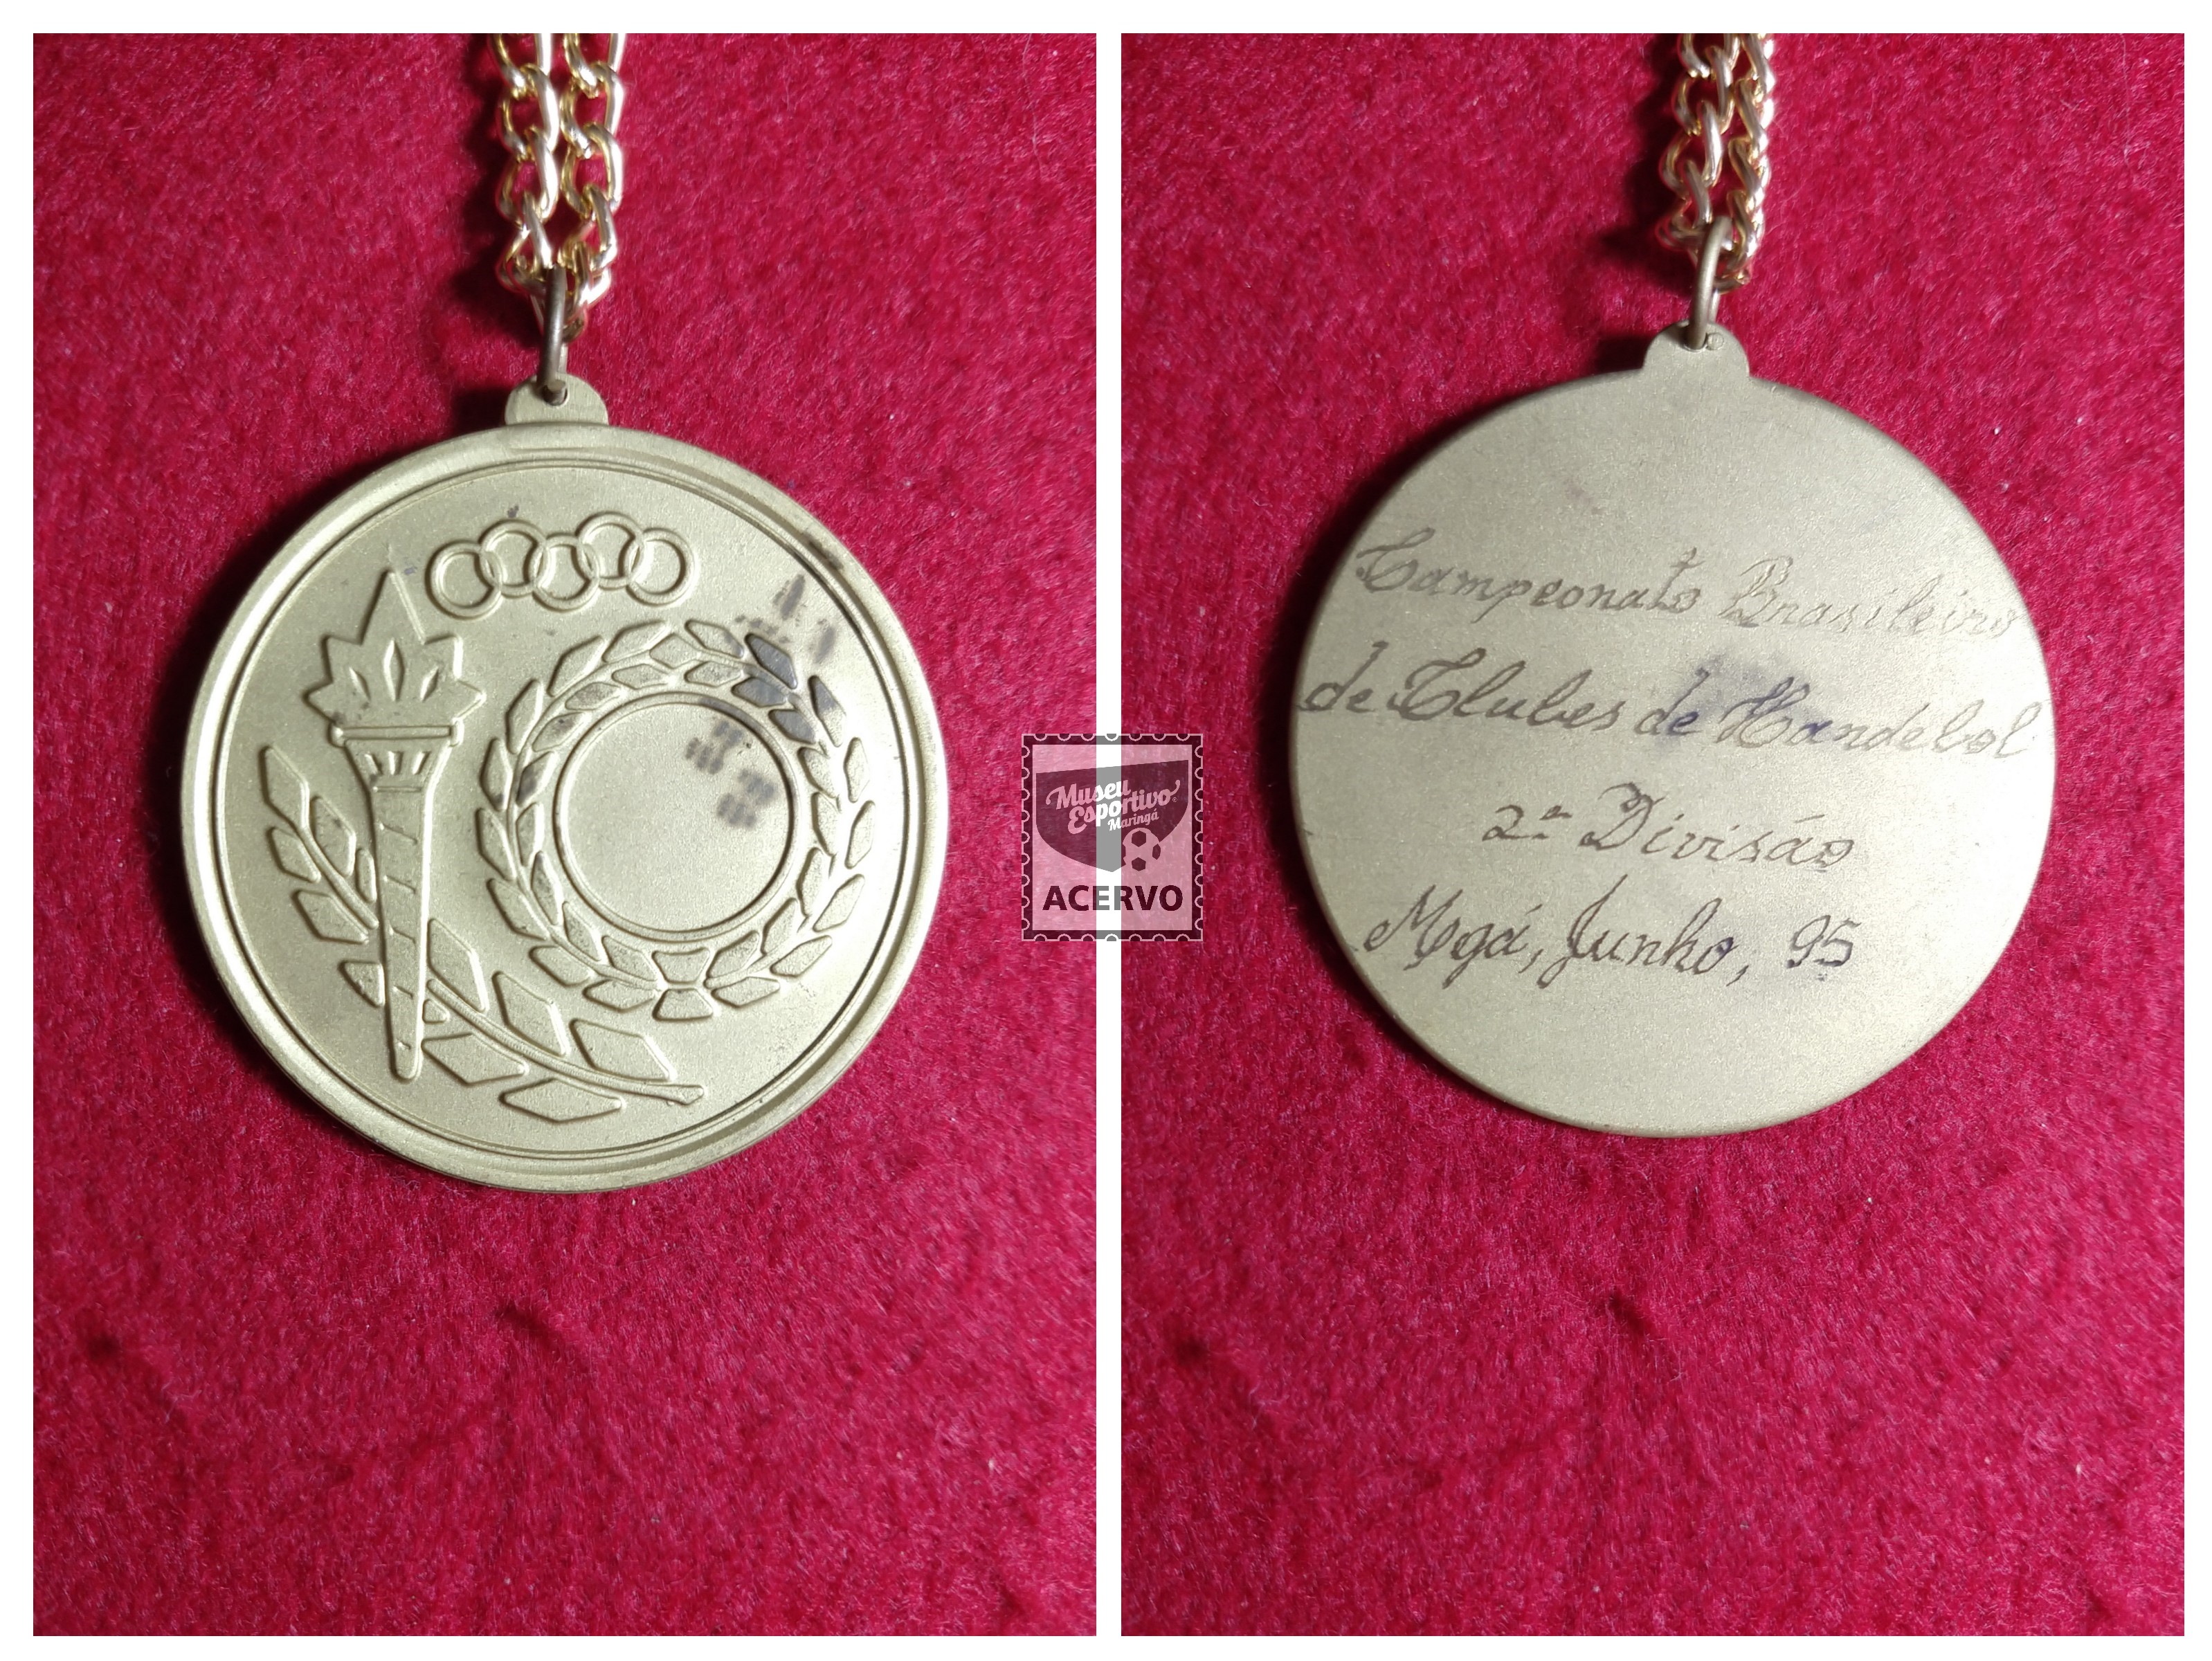 Campeonato Brasileiro
de Clubes de Handebol
2ª Divisão
Mgá, Junho, 95
Museu
Esportivo
Maringá
ACERVO